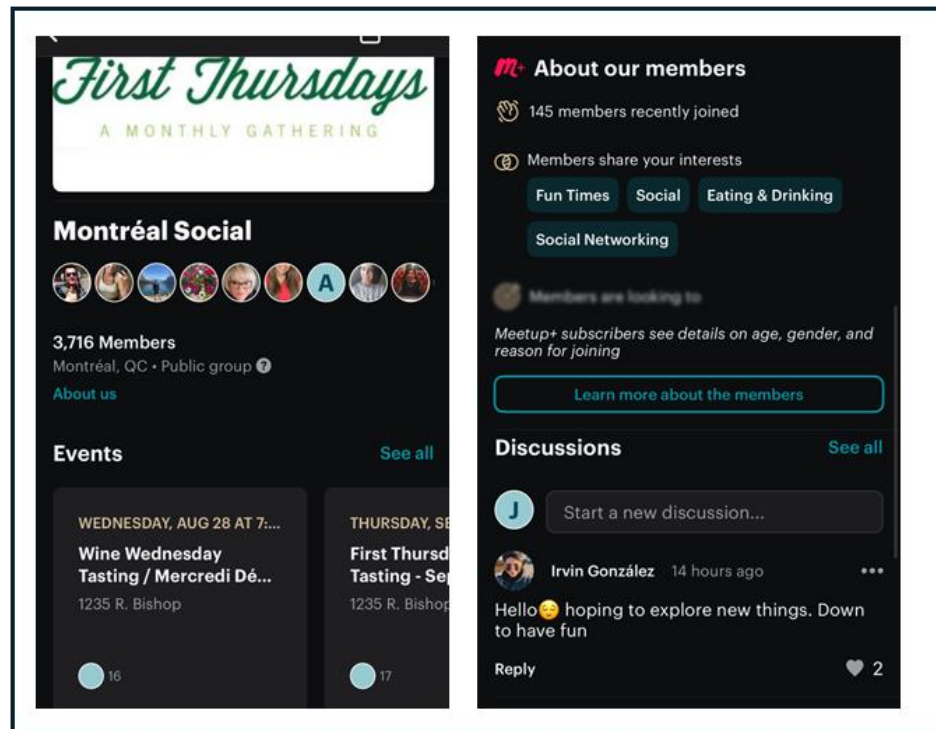 First Thursdays
A MONTHLY GATHERING
Montréal Social
A
3,716 Members
Montréal, QC • Public group ?
About us
Events See all
WEDNESDAY, AUG 28 AT 7:...
Wine Wednesday
Tasting / Mercredi Dé...
1235 R. Bishop
16
THURSDAY, SE
First Thursd
Tasting - Sep
1235 R. Bishop
17
m+ About our members
145 members recently joined
Members share your interests
Fun Times Social Eating & Drinking
Social Networking
Members are looking to
Meetup+ subscribers see details on age, gender, and
reason for joining
Learn more about the members
Discussions See all
J Start a new discussion...
Irvin González 14 hours ago •••
Hello😌 hoping to explore new things. Down
to have fun
Reply 2